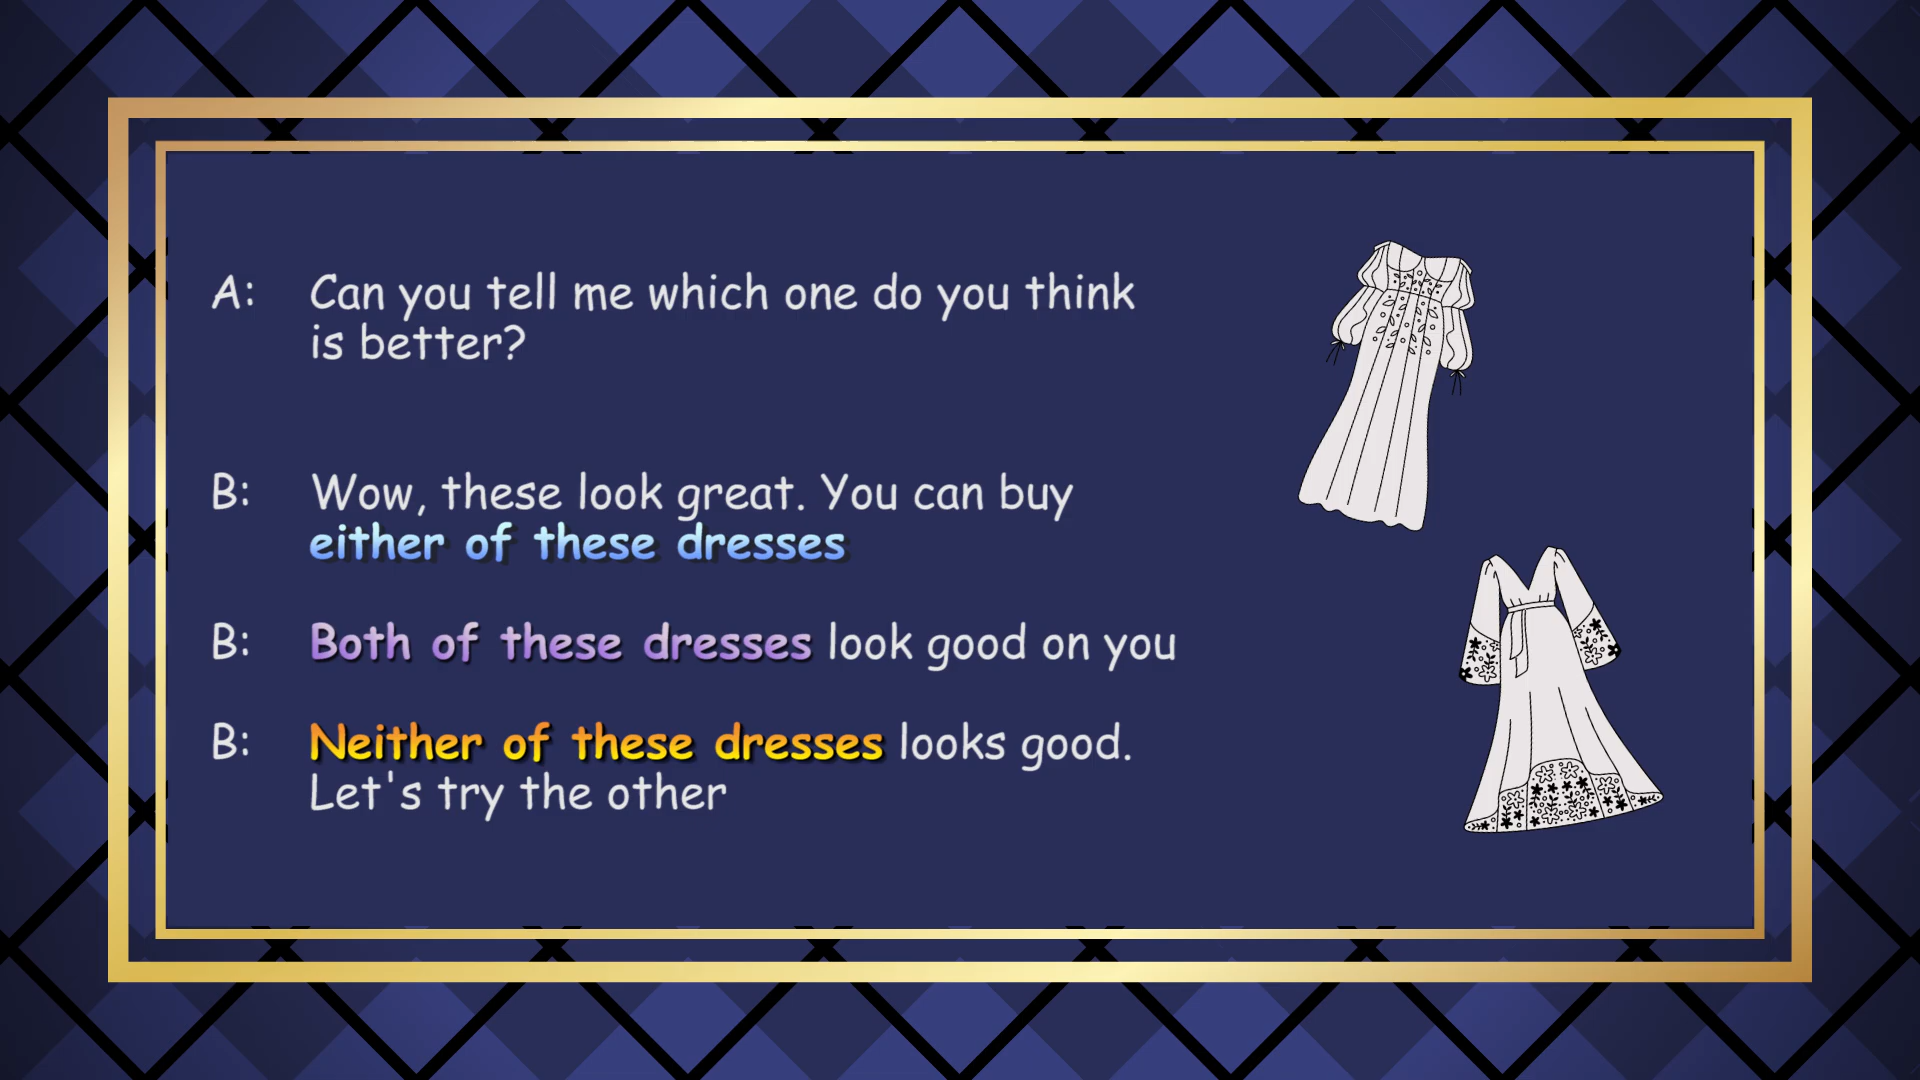 A: Can you tell me which one do you think
is better?
B: Wow, these look great. You can buy
either of these dresses
B: Both of these dresses look good on you
B: Neither of these dresses looks good.
Let's try the other